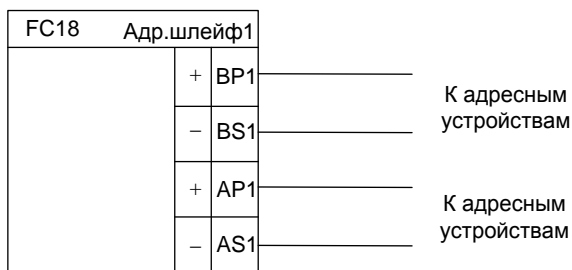 FC18 Адр.шлейф1
+ BP1
− BS1
+ AP1
− AS1
К адресным
устройствам
К адресным
устройствам